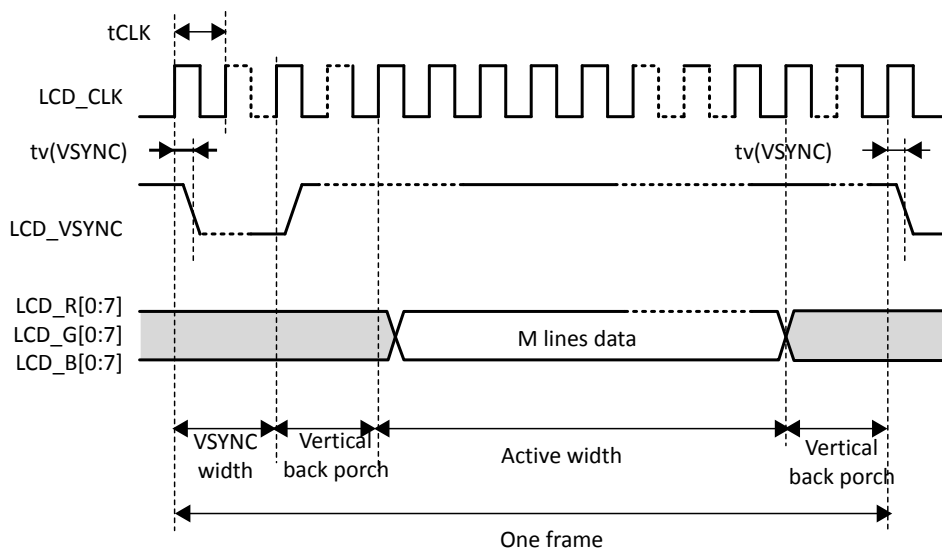 tCLK
LCD_CLK
tv(VSYNC)
tv(VSYNC)
LCD_VSYNC
LCD_R[0:7]
LCD_G[0:7]
LCD_B[0:7]
M lines data
VSYNC
width
Vertical
back porch
Active width
Vertical
back porch
One frame